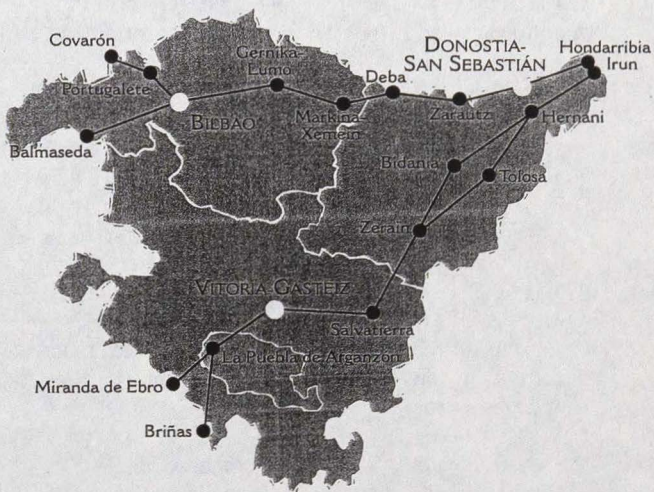 Covarón
Portugalete
BILBAO
Balmaseda
Gernika-
Lumo
Markina-
Xemein
Deba
Zarautz
DONOSTIA-
SAN SEBASTIÁN
Hondarribia
Irun
Hernani
Bidania
Tolosa
Zerain
VITORIA-GASTEIZ
Salvatierra
La Puebla de Arganzón
Miranda de Ebro
Briñas